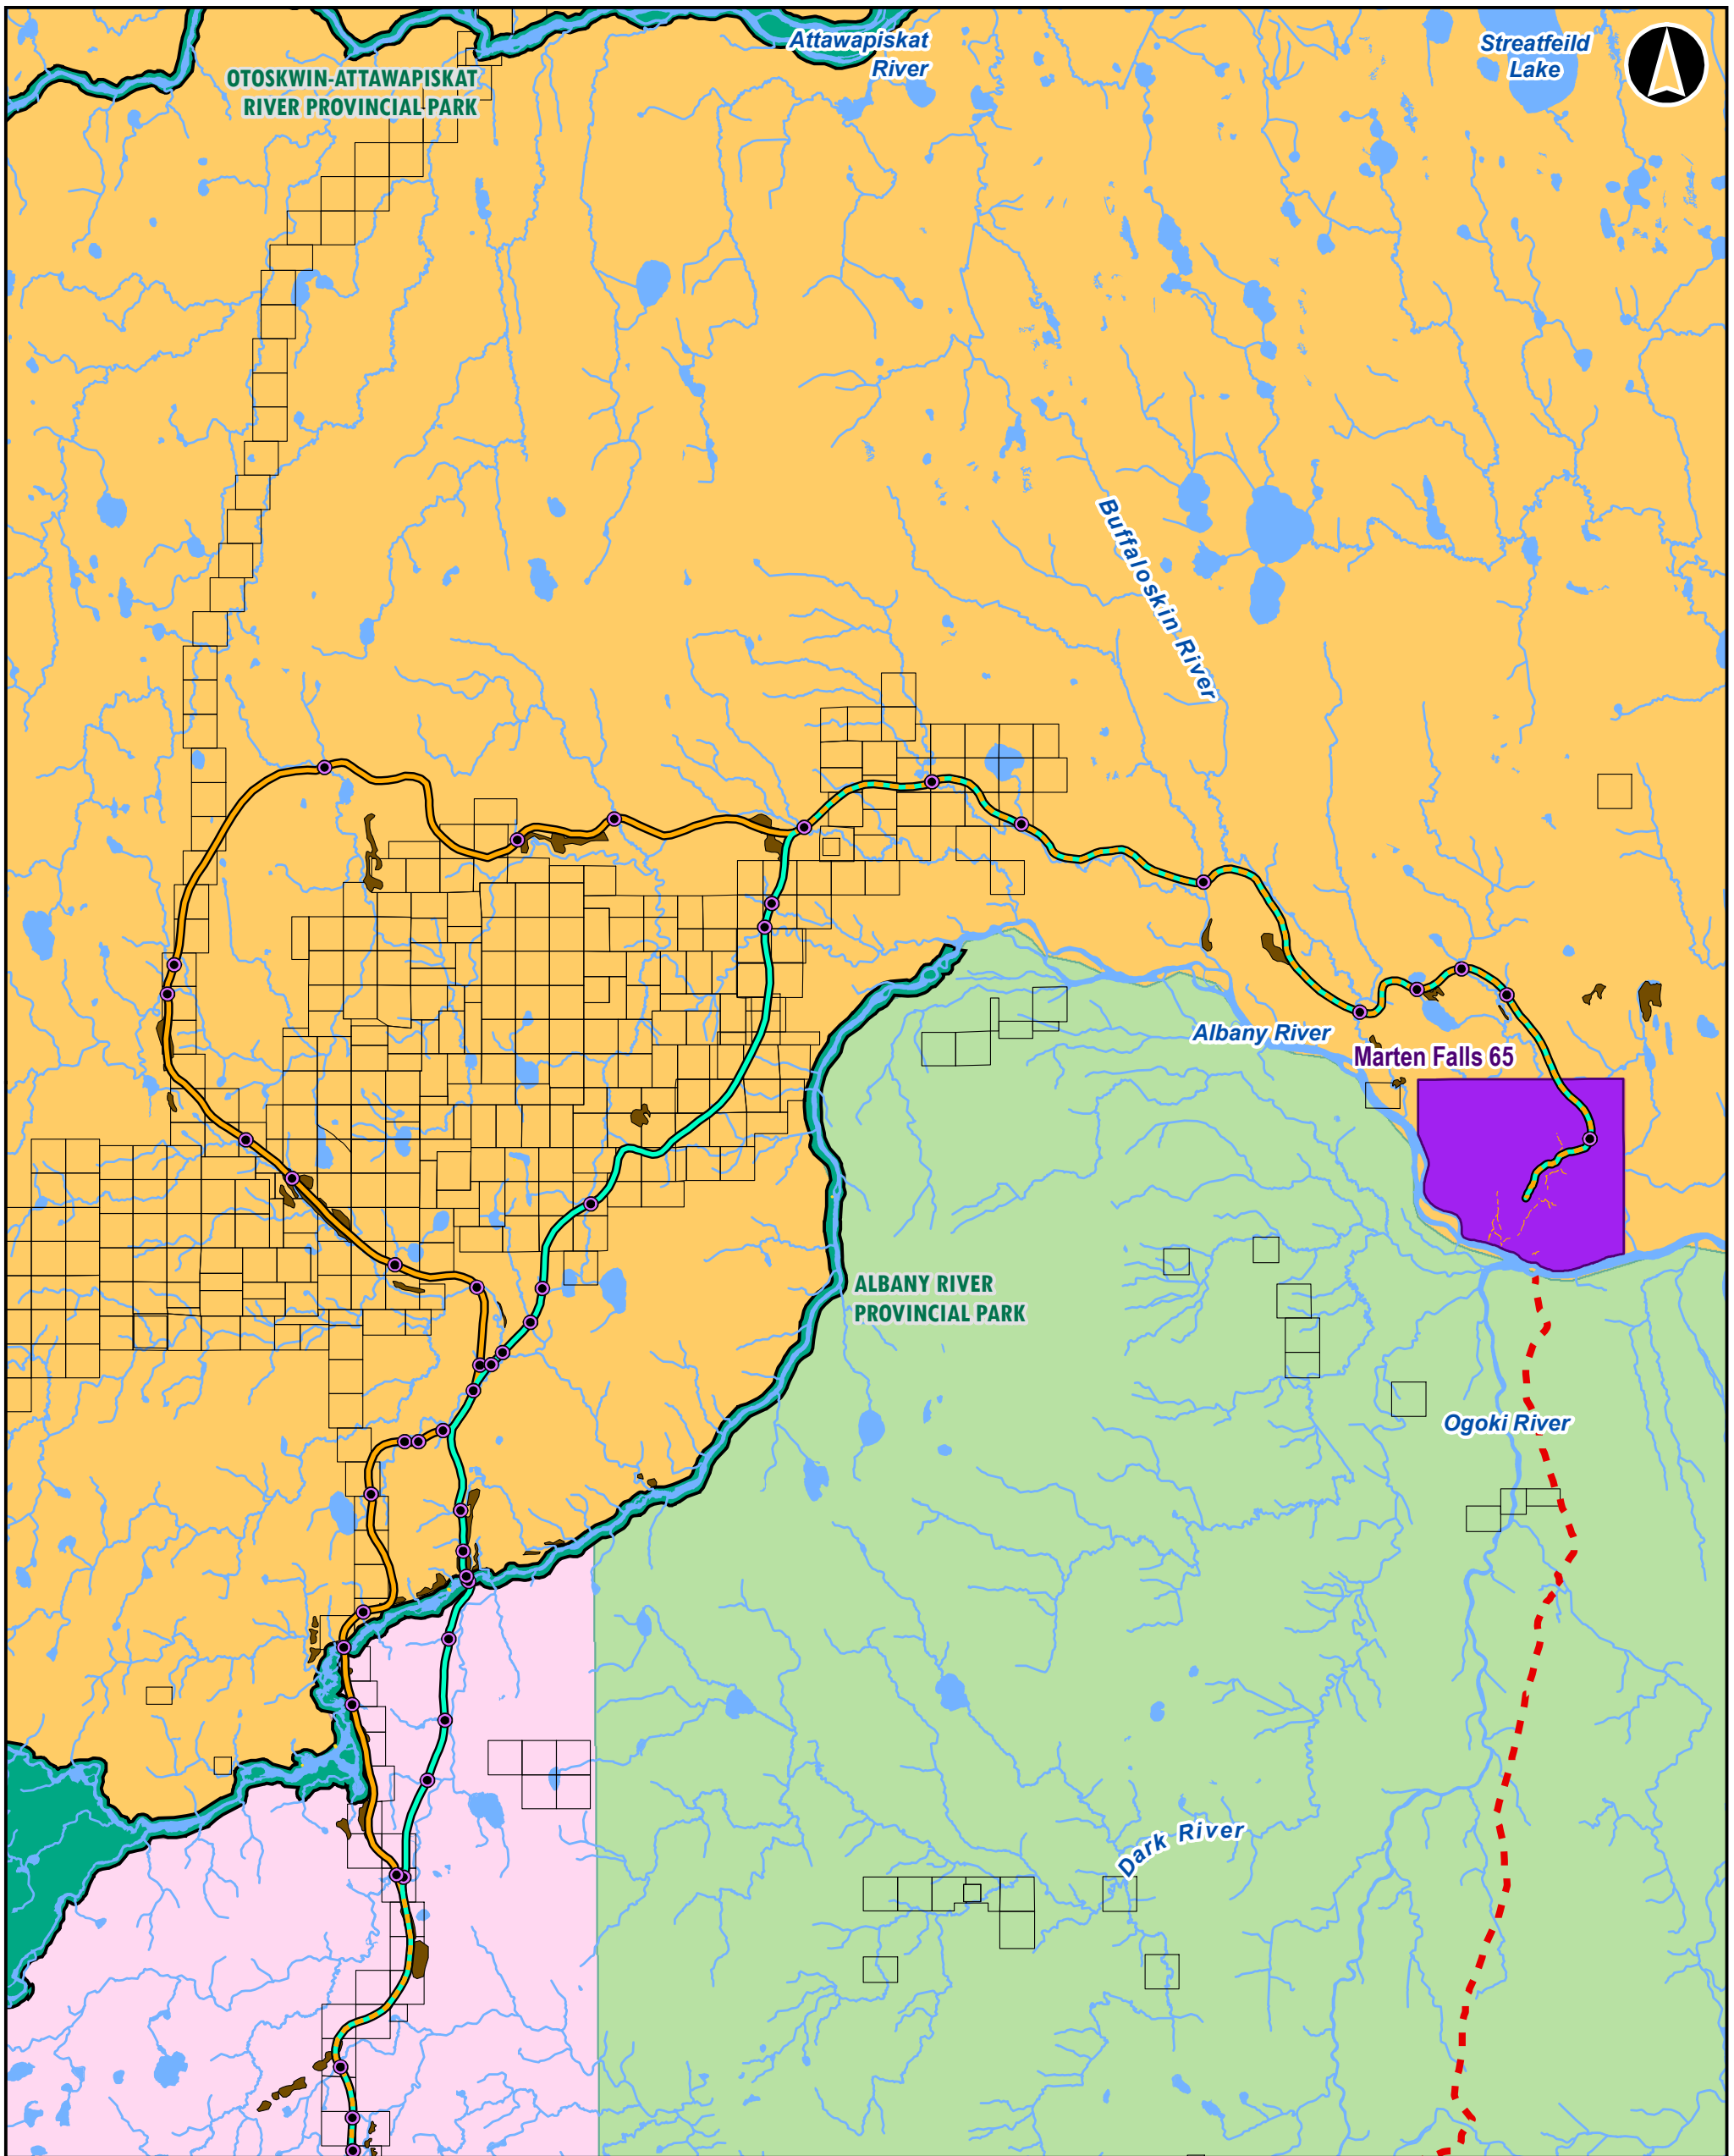 Attawapiskat
River
Streatfeild
Lake
OTOSKWIN-ATTAWAPISKAT
RIVER PROVINCIAL PARK
Buffaloskin River
Albany River
Marten Falls 65
ALBANY RIVER
PROVINCIAL PARK
Ogoki River
Dark River